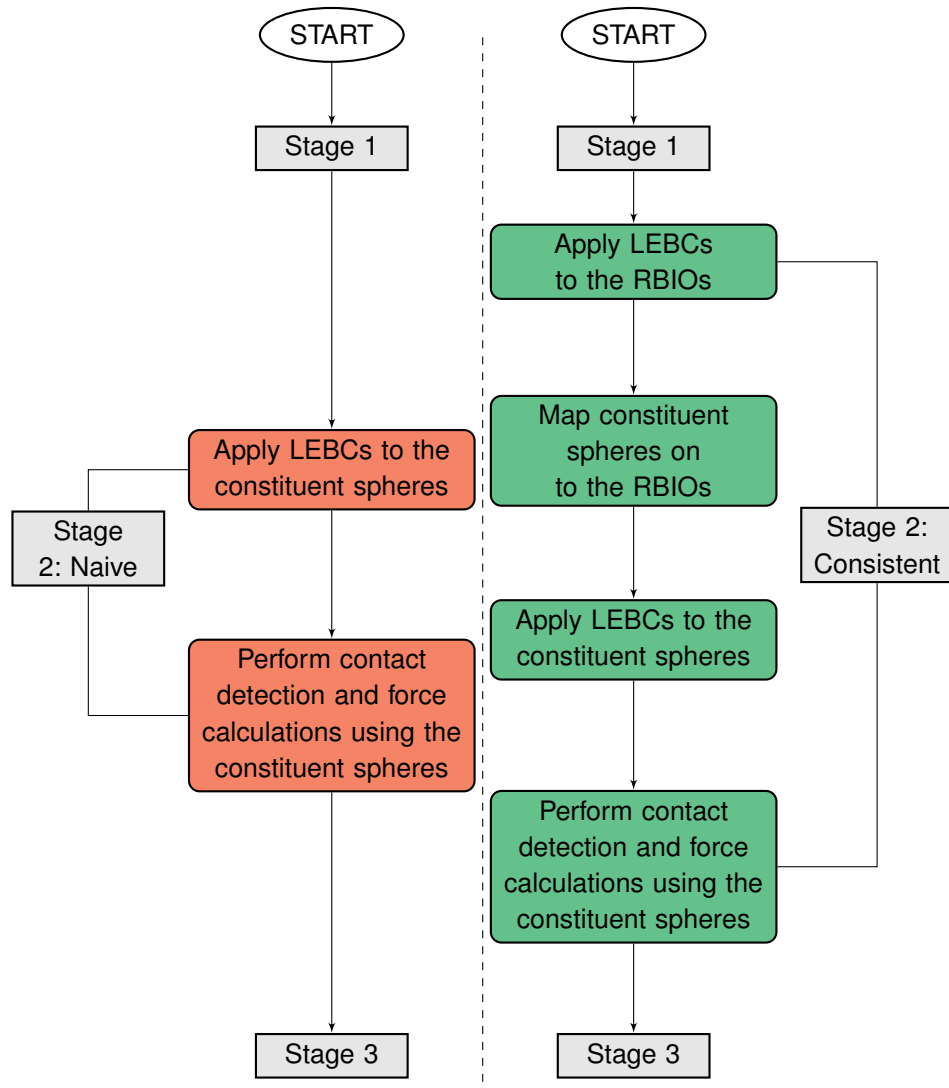 START
Stage 1
Apply LEBCs to the
constituent spheres
Stage
2: Naive
Perform contact
detection and force
calculations using the
constituent spheres
Stage 3
START
Stage 1
Apply LEBCs
to the RBIOs
Map constituent
spheres on
to the RBIOs
Stage 2:
Consistent
Apply LEBCs to the
constituent spheres
Perform contact
detection and force
calculations using the
constituent spheres
Stage 3